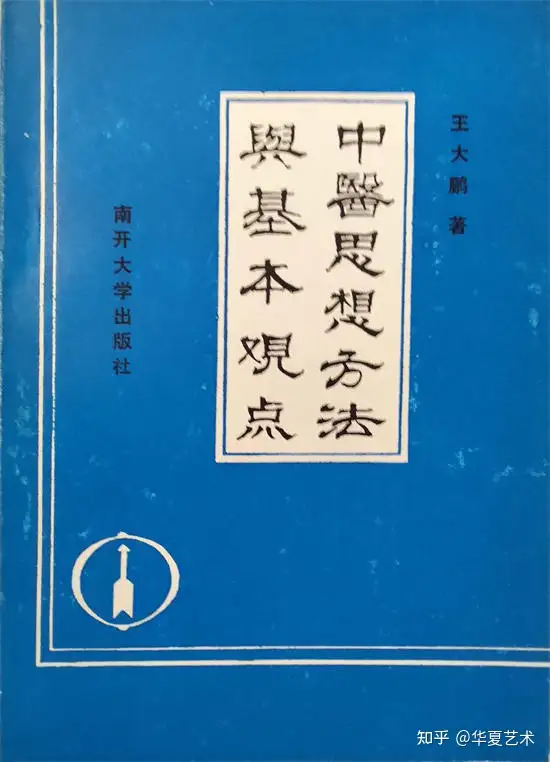 王大鹏 著
中醫思想方法
與基本观点
南开大学出版社
知乎 @华夏艺术